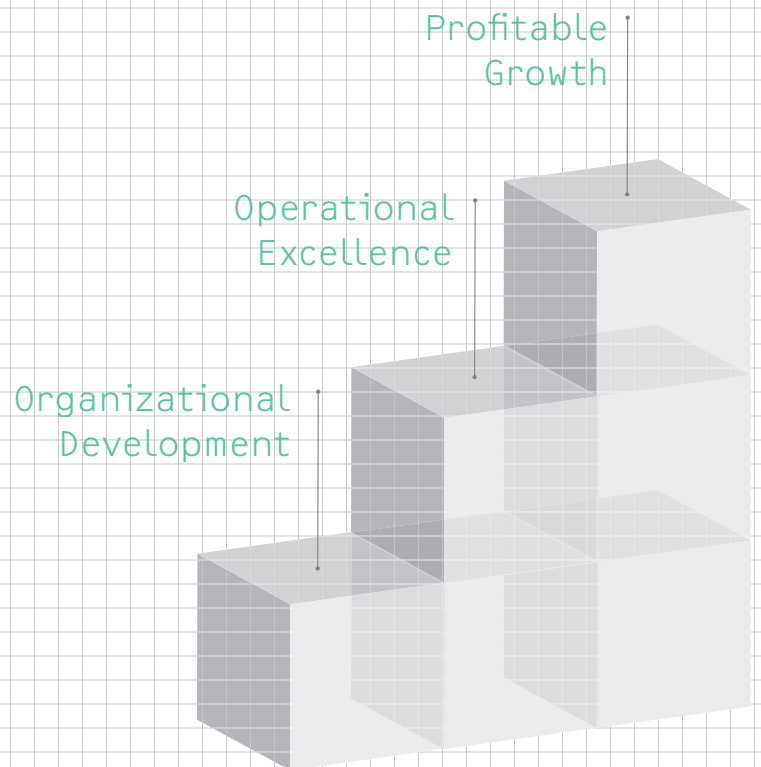 Profitable
Growth
Operational
Excellence
Organizational
Development